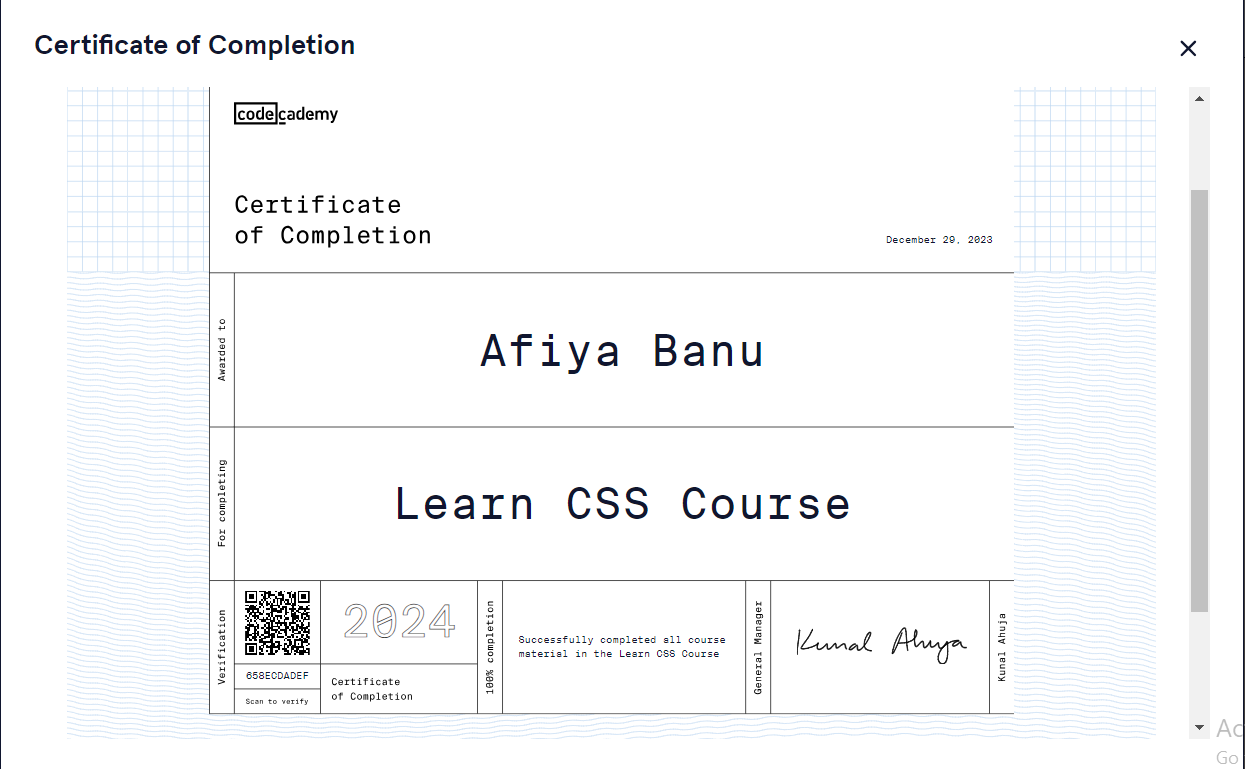 Certificate of Completion
codecademy
Certificate
of Completion
December 29, 2023
Awarded to
Afiya Banu
For completing
Learn CSS Course
Verification
658E0DADEF
Scan to verify
2024
Certificate
of Completion
100% completion
Successfully completed all course
material in the Learn CSS Course
General Manager
Kunal Ahuja
Kunal Ahuja
Ac
Go